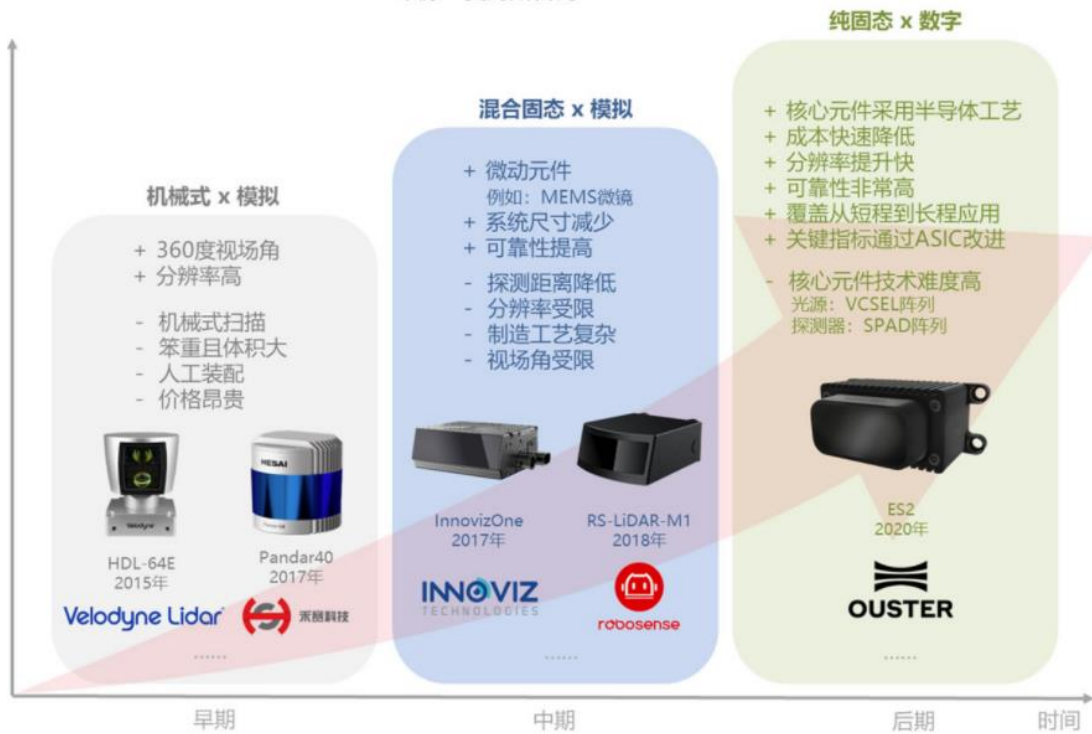 机械式 x 模拟
+ 360度视场角
+ 分辨率高
- 机械式扫描
- 笨重且体积大
- 人工装配
- 价格昂贵
Velodyne
HESAI
HDL-64E
2015年
Pandar40
2017年
Velodyne Lidar
禾赛科技
......
早期
混合固态 x 模拟
+ 微动元件
例如：MEMS微镜
+ 系统尺寸减少
+ 可靠性提高
- 探测距离降低
- 分辨率受限
- 制造工艺复杂
- 视场角受限
InnovizOne
2017年
RS-LiDAR-M1
2018年
INNOVIZ
TECHNOLOGIES
robosense
......
中期
纯固态 x 数字
+ 核心元件采用半导体工艺
+ 成本快速降低
+ 分辨率提升快
+ 可靠性非常高
+ 覆盖从短程到长程应用
+ 关键指标通过ASIC改进
- 核心元件技术难度高
光源：VCSEL阵列
探测器：SPAD阵列
ES2
2020年
OUSTER
......
后期
时间